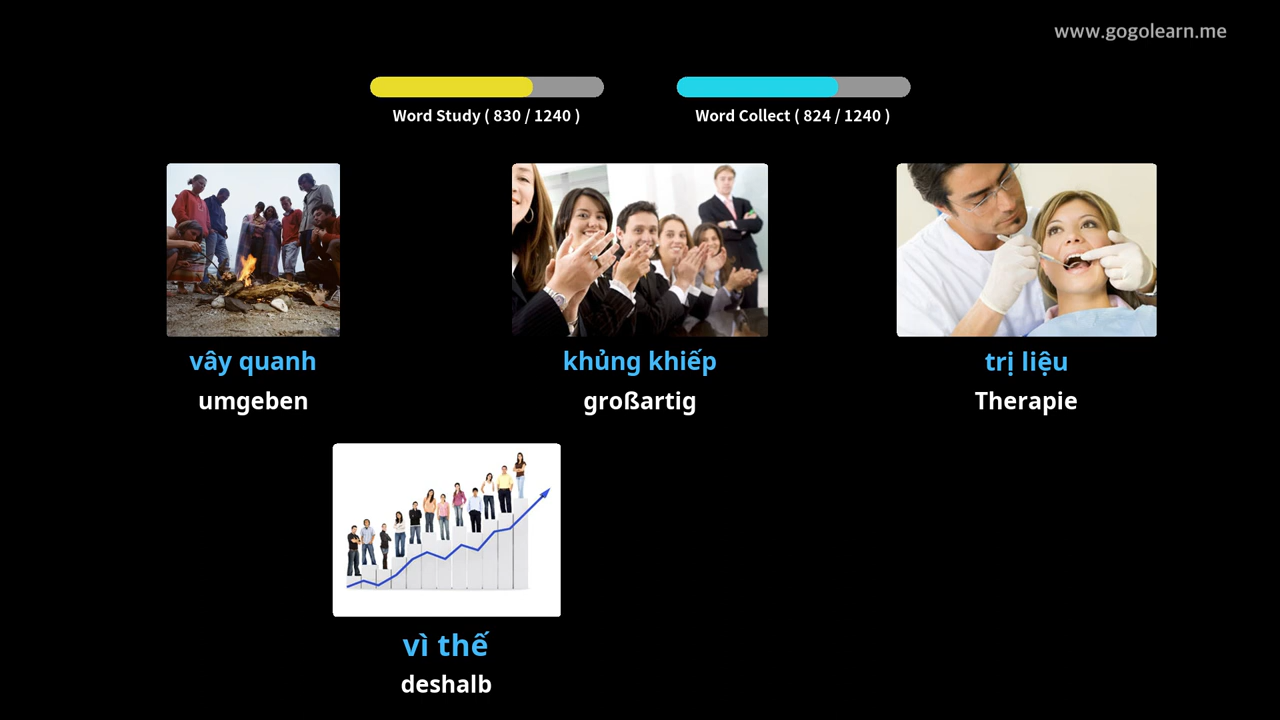 www.gogolearn.me
Word Study ( 830 / 1240 )
Word Collect ( 824 / 1240 )
vây quanh
umgeben
khủng khiếp
großartig
trị liệu
Therapie
vì thế
deshalb